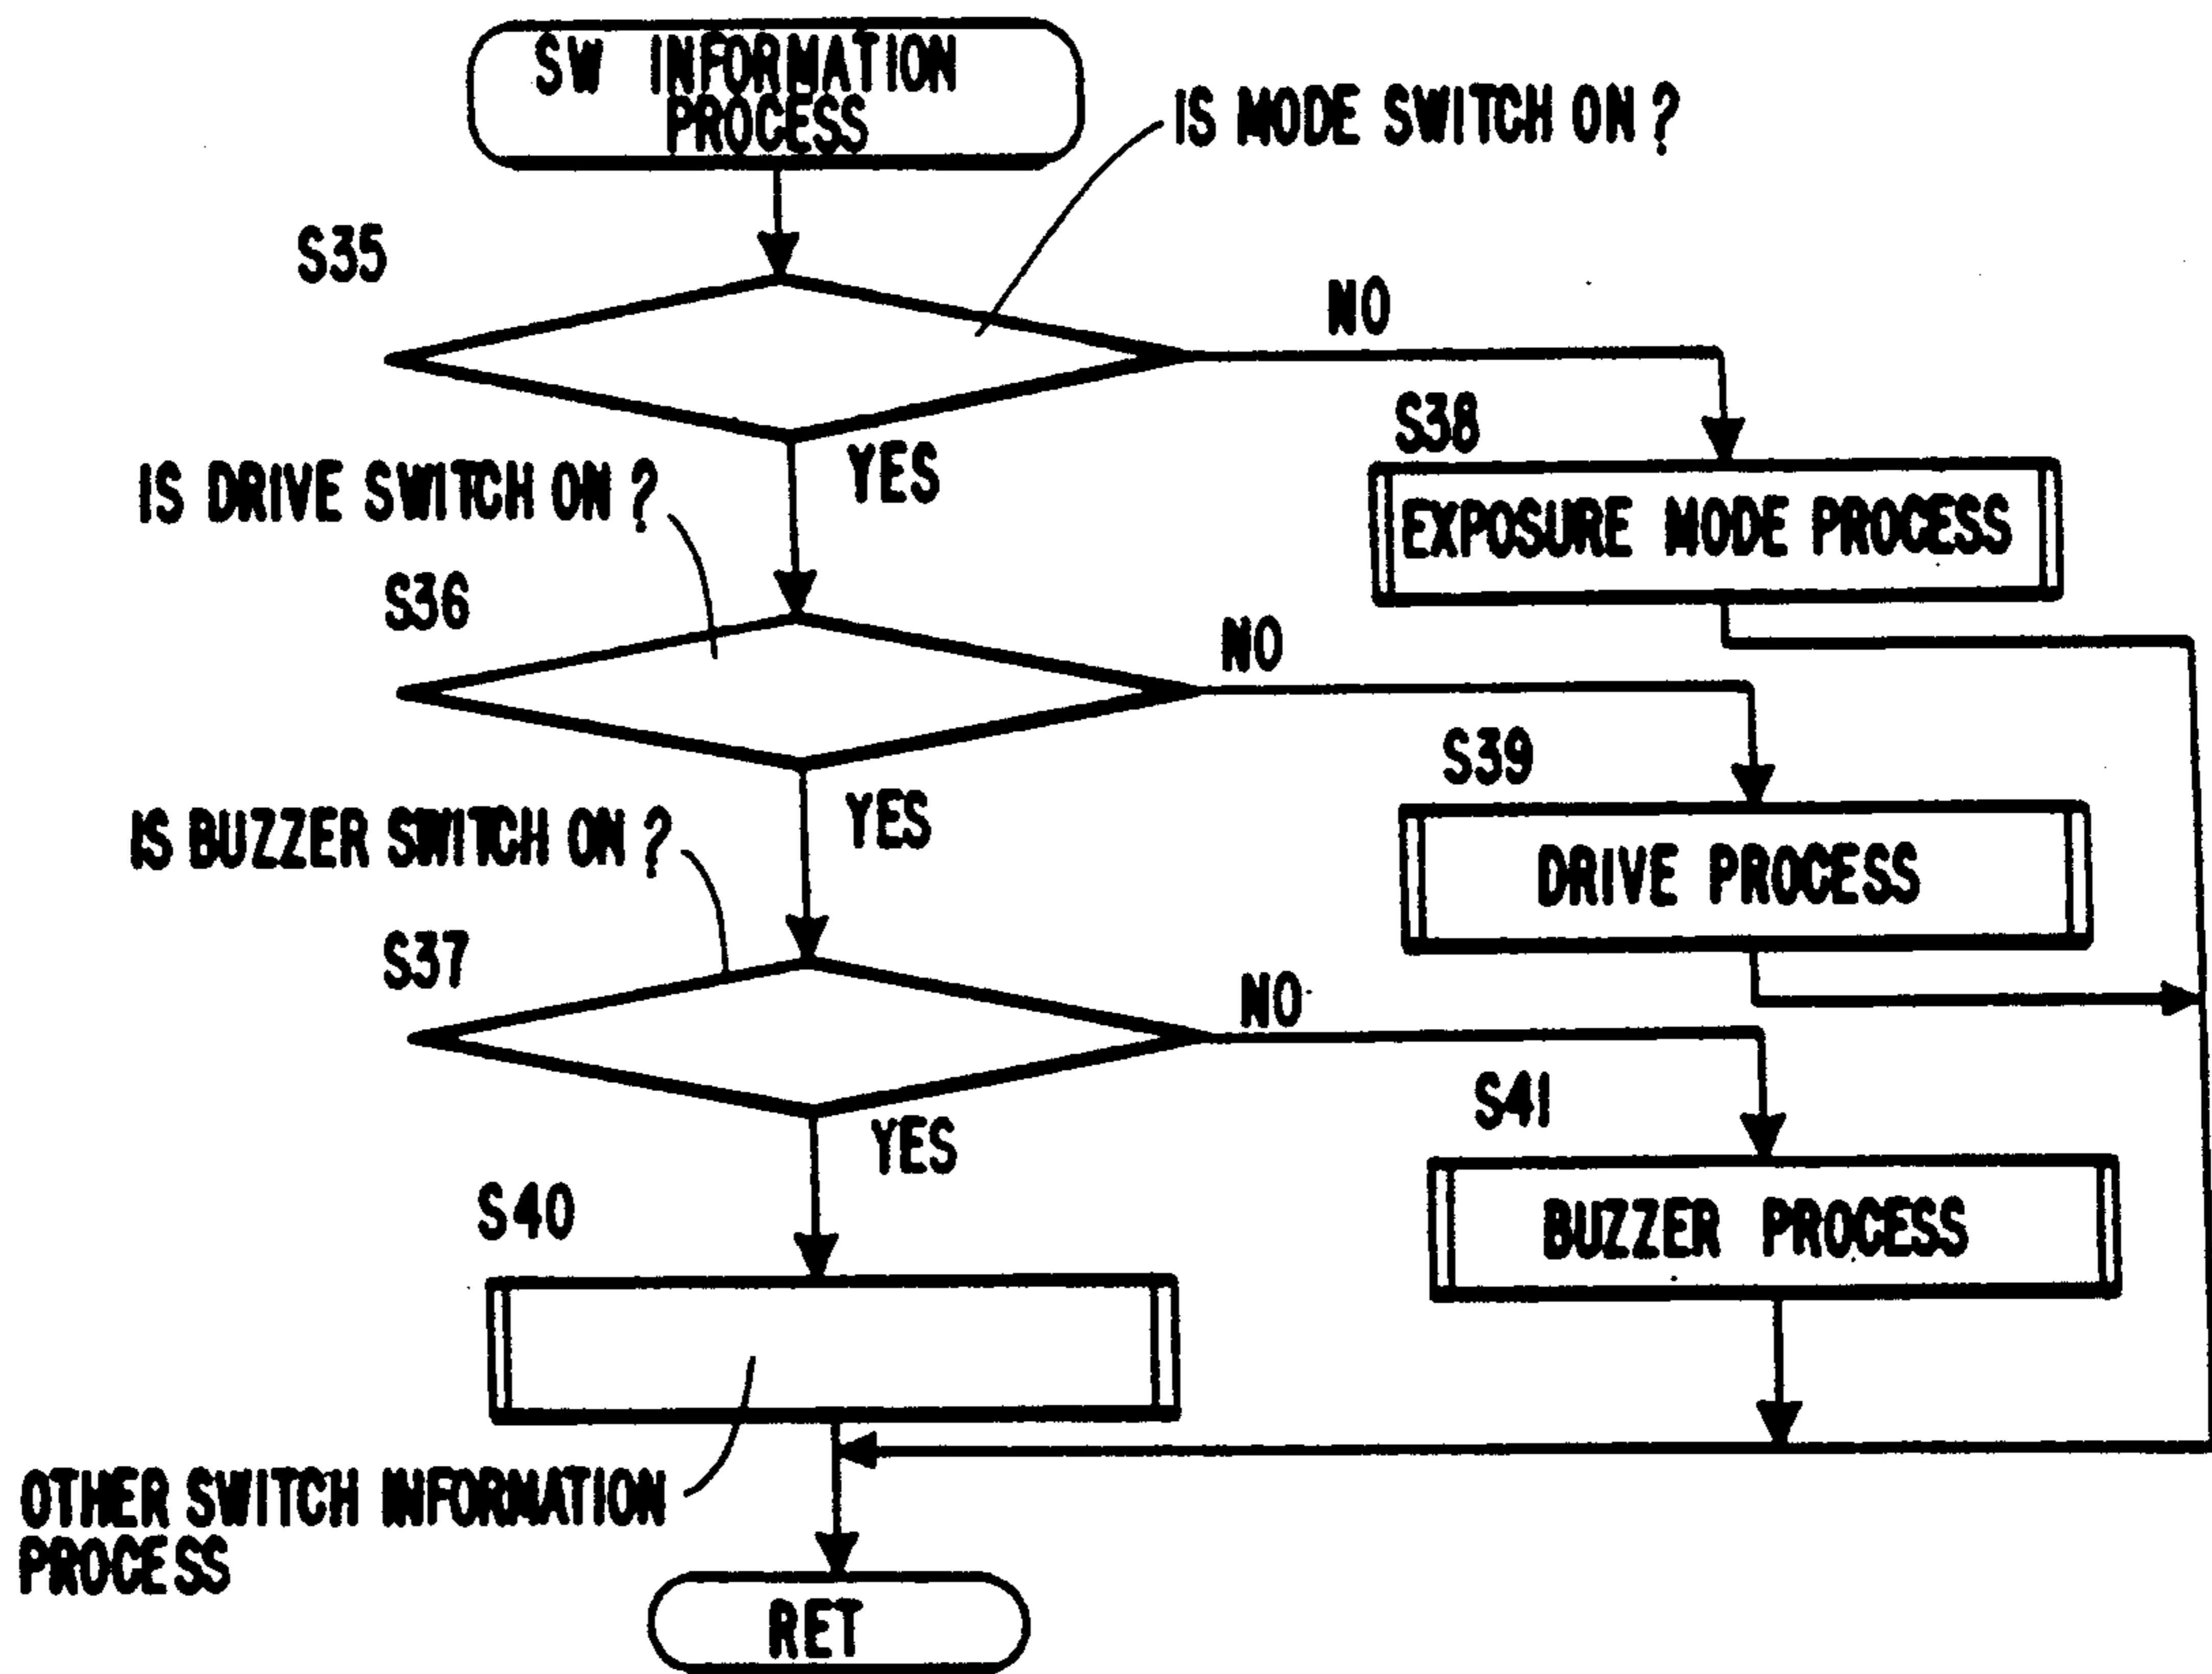 SW INFORMATION
PROCESS
IS MODE SWITCH ON ?
S35
NO
S38
YES
EXPOSURE MODE PROCESS
IS DRIVE SWITCH ON ?
S36
NO
S39
YES
DRIVE PROCESS
IS BUZZER SWITCH ON ?
S37
NO
S41
YES
BUZZER PROCESS
S40
OTHER SWITCH INFORMATION
PROCESS
RET